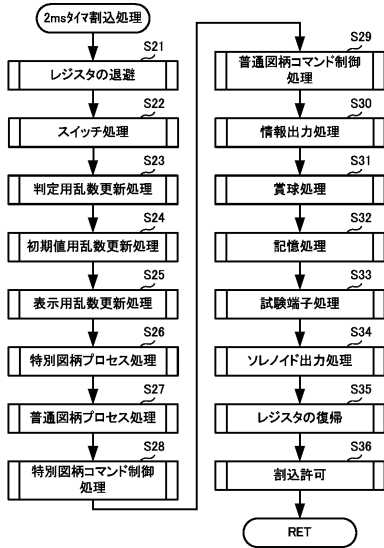 2msタイマ割込処理
S21
レジスタの退避
S22
スイッチ処理
S23
判定用乱数更新処理
S24
初期値用乱数更新処理
S25
表示用乱数更新処理
S26
特別図柄プロセス処理
S27
普通図柄プロセス処理
S28
特別図柄コマンド制御
処理
S29
普通図柄コマンド制御
処理
S30
情報出力処理
S31
賞球処理
S32
記憶処理
S33
試験端子処理
S34
ソレノイド出力処理
S35
レジスタの復帰
S36
割込許可
RET